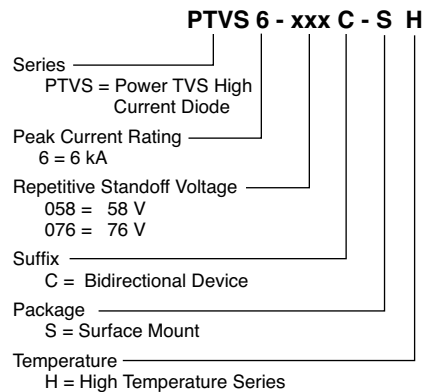 PTVS 6 - xxx C - S H
Series
PTVS = Power TVS High
Current Diode
Peak Current Rating
6 = 6 kA
Repetitive Standoff Voltage
058 = 58 V
076 = 76 V
Suffix
C = Bidirectional Device
Package
S = Surface Mount
Temperature
H = High Temperature Series